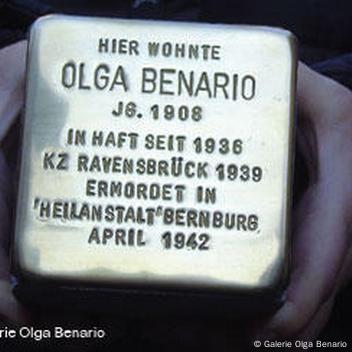 HIER WOHNTE
OLGA BENARIO
JG. 1908
IN HAFT SEIT 1936
KZ RAVENSBRÜCK 1939
ERMORDET IN
"HEILANSTALT" BERNBURG
APRIL 1942
rie Olga Benario
© Galerie Olga Benario